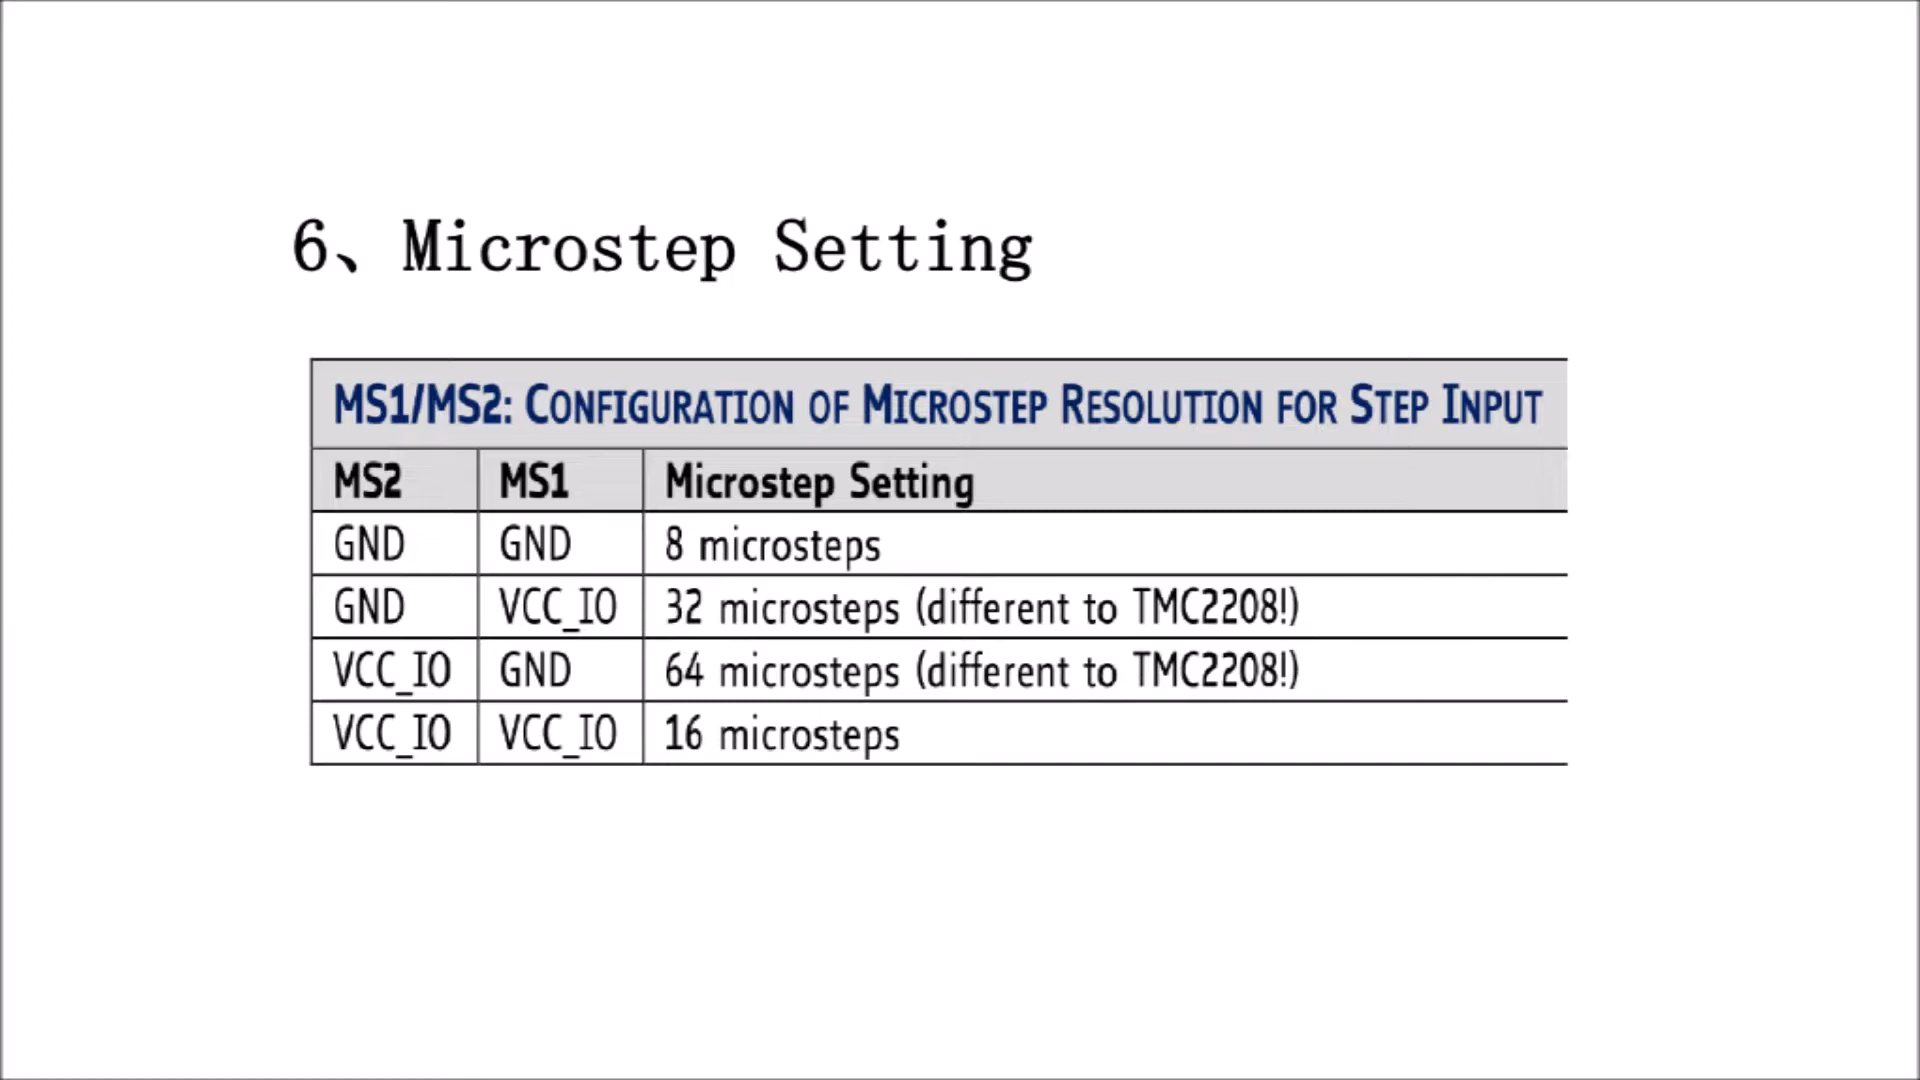 6、Microstep Setting
MS1/MS2: CONFIGURATION OF MICROSTEP RESOLUTION FOR STEP INPUT
MS2 MS1 Microstep Setting
GND GND 8 microsteps
GND VCC_IO 32 microsteps (different to TMC2208!)
VCC_IO GND 64 microsteps (different to TMC2208!)
VCC_IO VCC_IO 16 microsteps